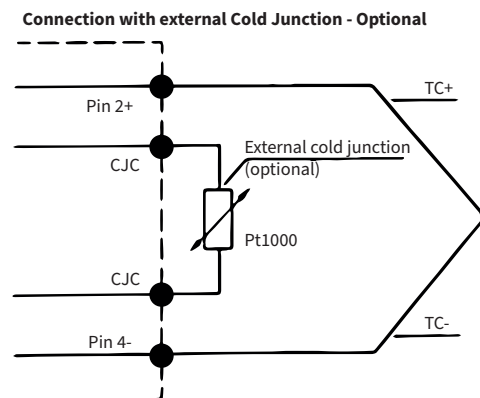 Connection with external Cold Junction - Optional
TC+
Pin 2+
External cold junction
CJC
(optional)
Pt1000
CJC
TC-
Pin 4-